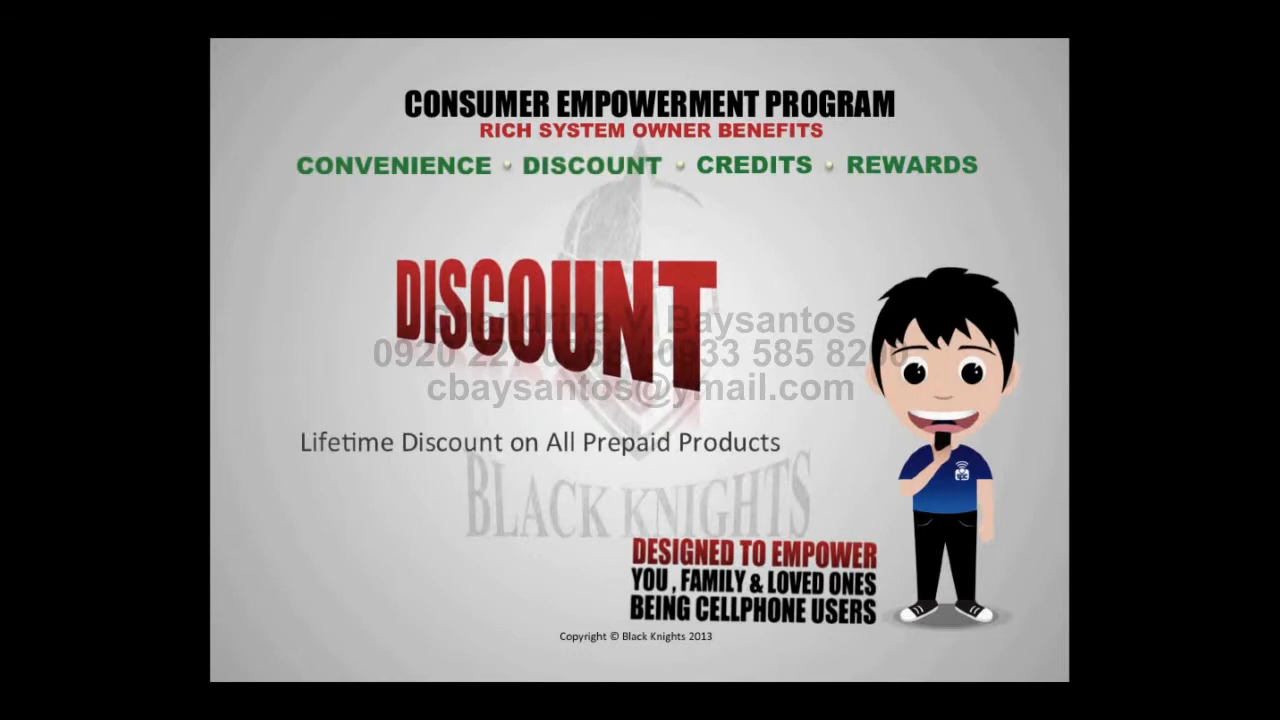 CONSUMER EMPOWERMENT PROGRAM
RICH SYSTEM OWNER BENEFITS
CONVENIENCE • DISCOUNT • CREDITS • REWARDS
DISCOUNT
V. Baysantos
0920 227 / 0933 585
cbaysantos@ymail.com
Lifetime Discount on All Prepaid Products
BLACK KNIGHTS
DESIGNED TO EMPOWER
YOU , FAMILY & LOVED ONES
BEING CELLPHONE USERS
Copyright © Black Knights 2013